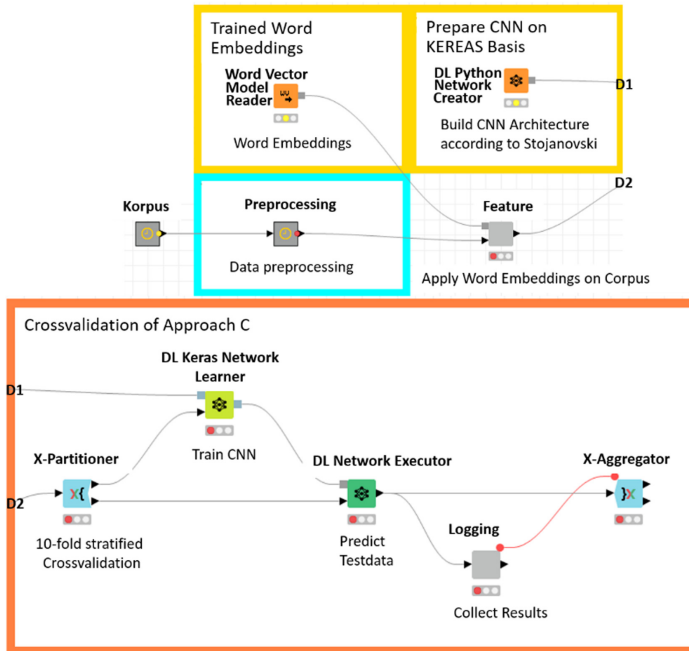 Trained Word
Embeddings
Word Vector
Model
Reader
Word Embeddings
Prepare CNN on
KEREAS Basis
DL Python
Network
Creator
D1
Build CNN Architecture
according to Stojanovski
D2
Korpus
Preprocessing
Data preprocessing
Feature
Apply Word Embeddings on Corpus
Crossvalidation of Approach C
DL Keras Network
Learner
D1
Train CNN
X-Partitioner
D2
10-fold stratified
Crossvalidation
DL Network Executor
Predict
Testdata
Logging
Collect Results
X-Aggregator